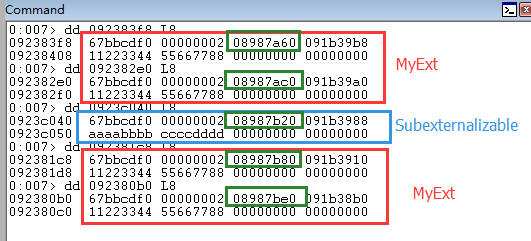 Command
0:007> dd 092383f8 L8
092383f8 67bbcdf0 00000002 08987a60 091b39b8
09238408 11223344 55667788 00000000 00000000
0:007> dd 092382e0 L8
092382e0 67bbcdf0 00000002 08987ac0 091b39a0
092382f0 11223344 55667788 00000000 00000000
MyExt
0:007> dd 0923c040 L8
0923c040 67bbcdf0 00000002 08987b20 091b3988
0923c050 aaaabbbb ccccdddd 00000000 00000000
Subexternalizable
0:007> dd 092381c8 L8
092381c8 67bbcdf0 00000002 08987b80 091b3910
092381d8 11223344 55667788 00000000 00000000
0:007> dd 092380b0 L8
092380b0 67bbcdf0 00000002 08987be0 091b38b0
092380c0 11223344 55667788 00000000 00000000
MyExt